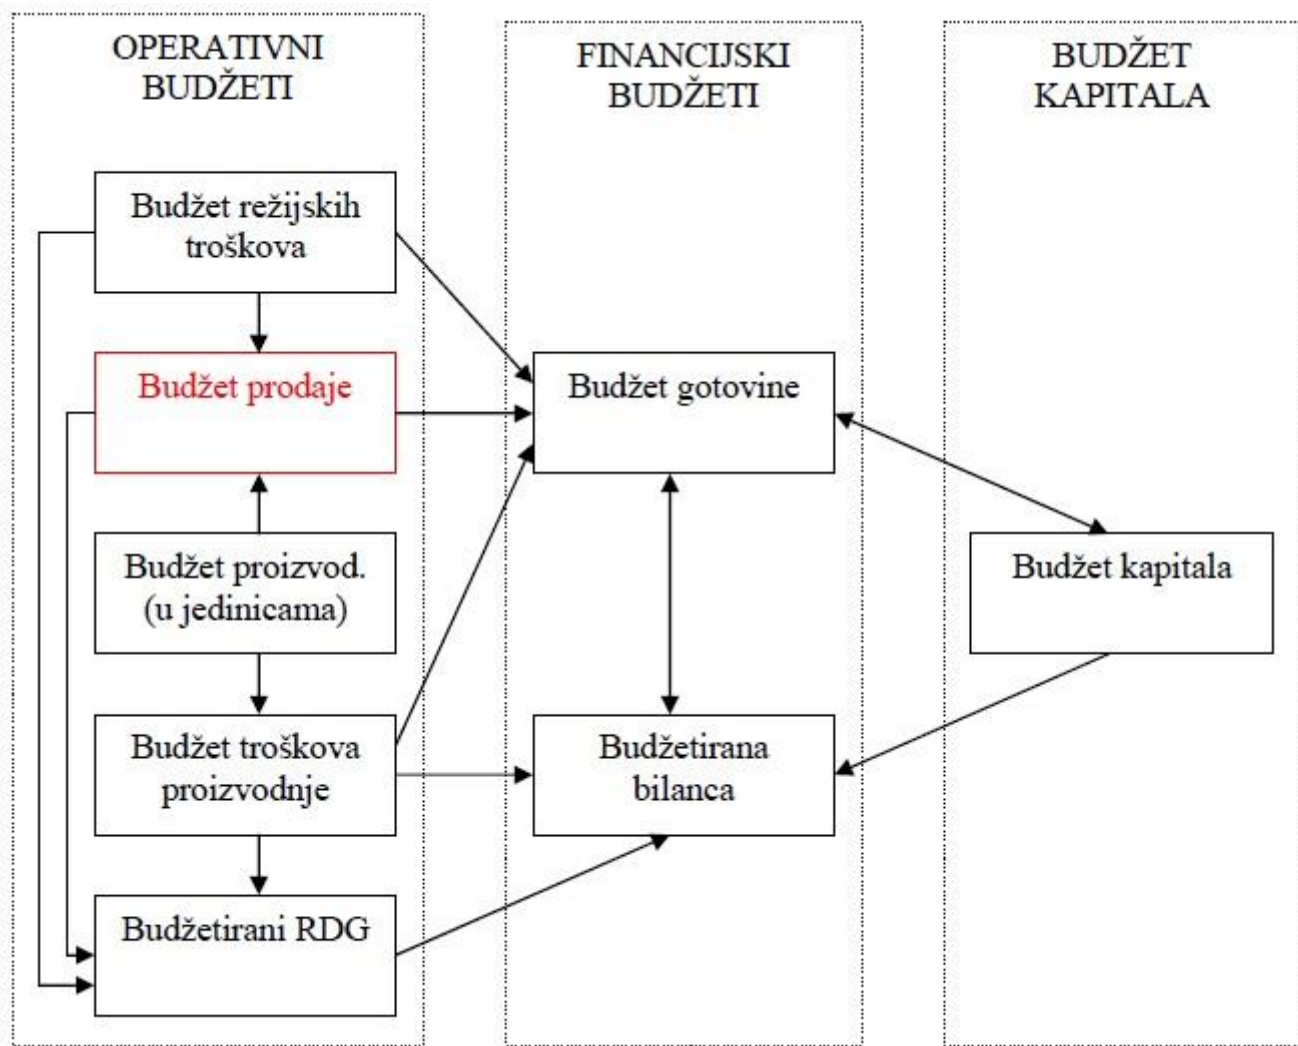 OPERATIVNI
BUDŽETI
FINANCIJSKI
BUDŽETI
BUDŽET
KAPITALA
Budžet režijskih
troškova
Budžet prodaje
Budžet gotovine
Budžet proizvod.
(u jedinicama)
Budžet kapitala
Budžet troškova
proizvodnje
Budžetirana
bilanca
Budžetirani RDG